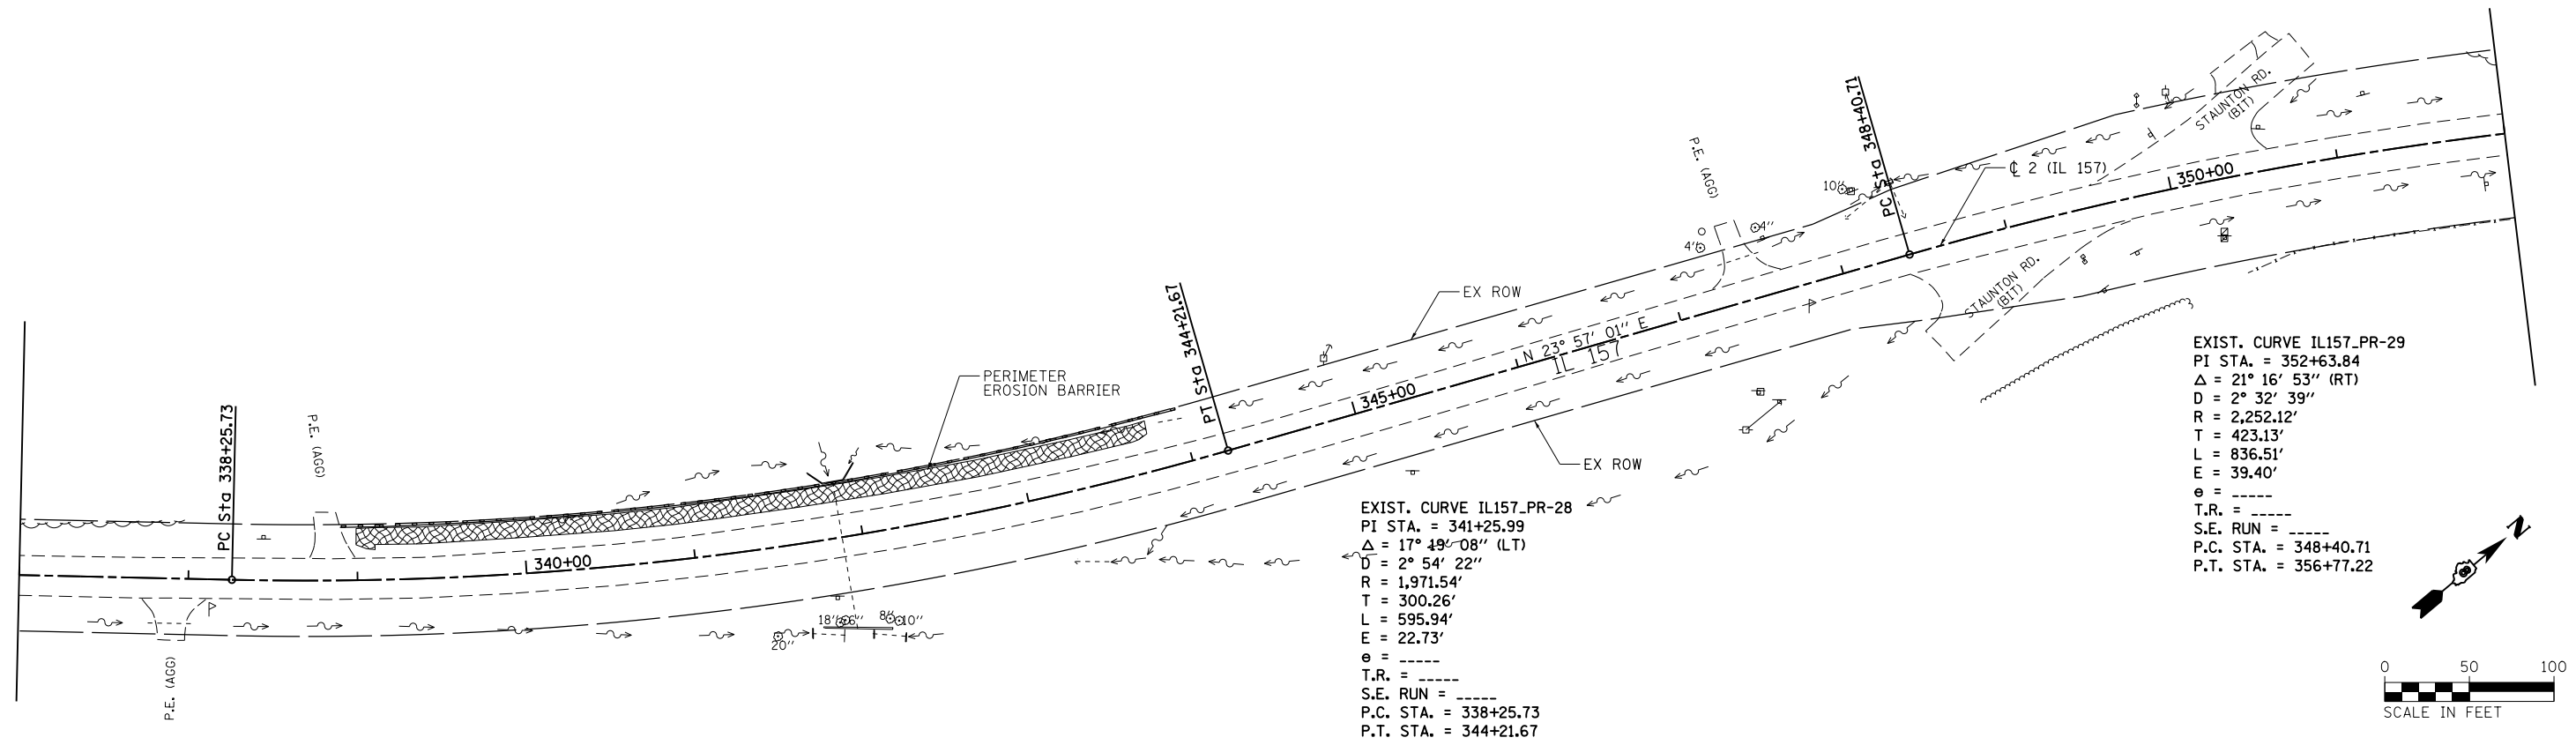 PC Sta 338+25.73
P.E. (AGG)
P.E. (AGG)
340+00
PERIMETER
EROSION BARRIER
18"
6"
8"
10"
20"
PT Sta 344+21.67
345+00
EX ROW
EX ROW
N 23° 57' 01" E
IL 157
P.E. (AGG)
4"
4"
10"
PC Sta 348+40.71
℄ 2 (IL 157)
350+00
STAUNTON RD.
(BIT)
STAUNTON RD.
(BIT)
EXIST. CURVE IL157_PR-28
PI STA. = 341+25.99
Δ = 17° 19' 08" (LT)
D = 2° 54' 22"
R = 1,971.54'
T = 300.26'
L = 595.94'
E = 22.73'
e = _____
T.R. = _____
S.E. RUN = _____
P.C. STA. = 338+25.73
P.T. STA. = 344+21.67
EXIST. CURVE IL157_PR-29
PI STA. = 352+63.84
Δ = 21° 16' 53" (RT)
D = 2° 32' 39"
R = 2,252.12'
T = 423.13'
L = 836.51'
E = 39.40'
e = _____
T.R. = _____
S.E. RUN = _____
P.C. STA. = 348+40.71
P.T. STA. = 356+77.22
N
0 50 100
SCALE IN FEET